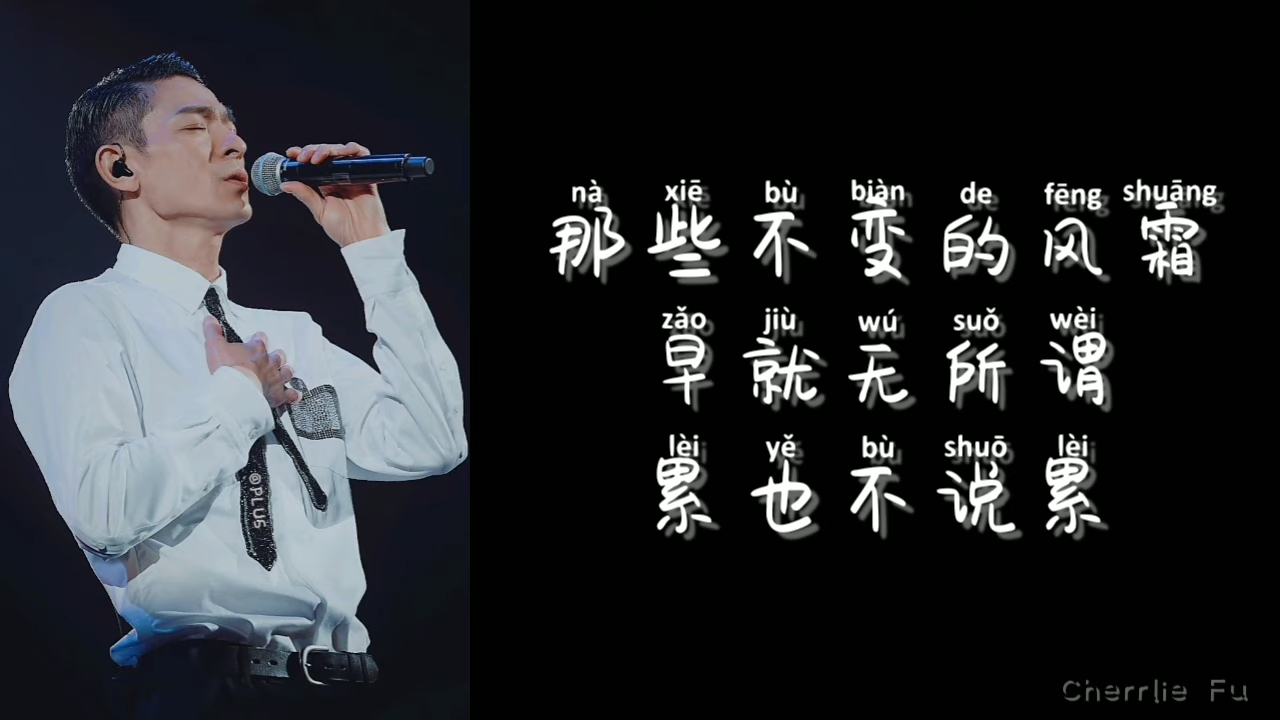 nà xiē bù biàn de fēng shuāng
那些不变的风霜
zǎo jiù wú suǒ wèi
早就无所谓
lèi yě bù shuō lèi
累也不说累
@PLUS
Cherrlie Fu